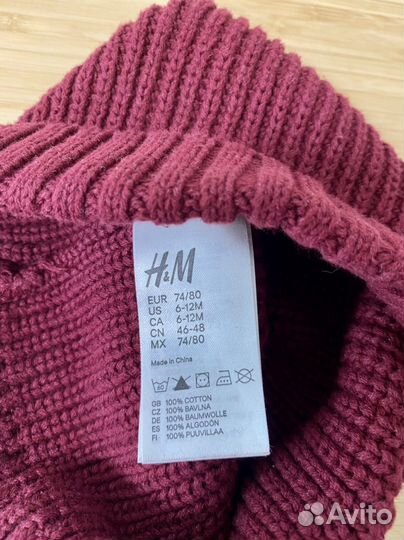 H&M
EUR 74/80
US 6-12M
CA 6-12M
CN 46-48
MX 74/80
Made in China
GB 100% COTTON
CZ 100% BAVLNA
DE 100% BAUMWOLLE
ES 100% ALGODÓN
FI 100% PUUVILLAA
Avito